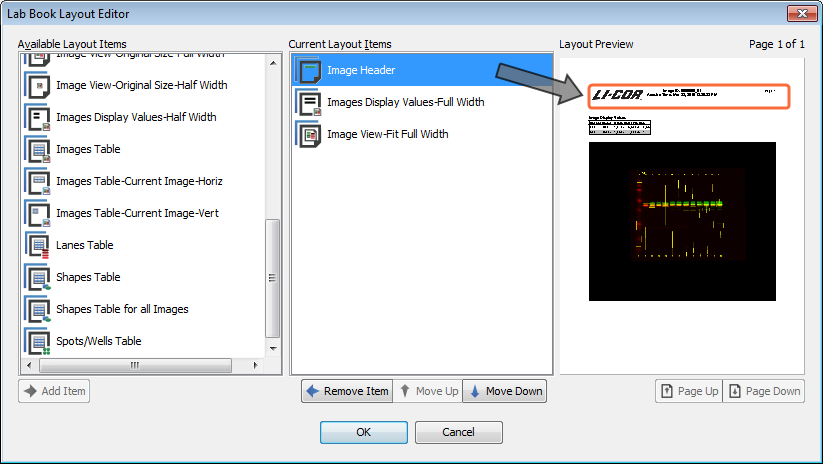 Lab Book Layout Editor
Available Layout Items
Current Layout Items
Layout Preview
Page 1 of 1
Image View-Original Size-Full Width
Image View-Original Size-Half Width
Images Display Values-Half Width
Images Table
Images Table-Current Image-Horiz
Images Table-Current Image-Vert
Lanes Table
Shapes Table
Shapes Table for all Images
Spots/Wells Table
Image Header
Images Display Values-Full Width
Image View-Fit Full Width
LI-COR
Image Display Values
Add Item
Remove Item
Move Up
Move Down
Page Up
Page Down
OK
Cancel